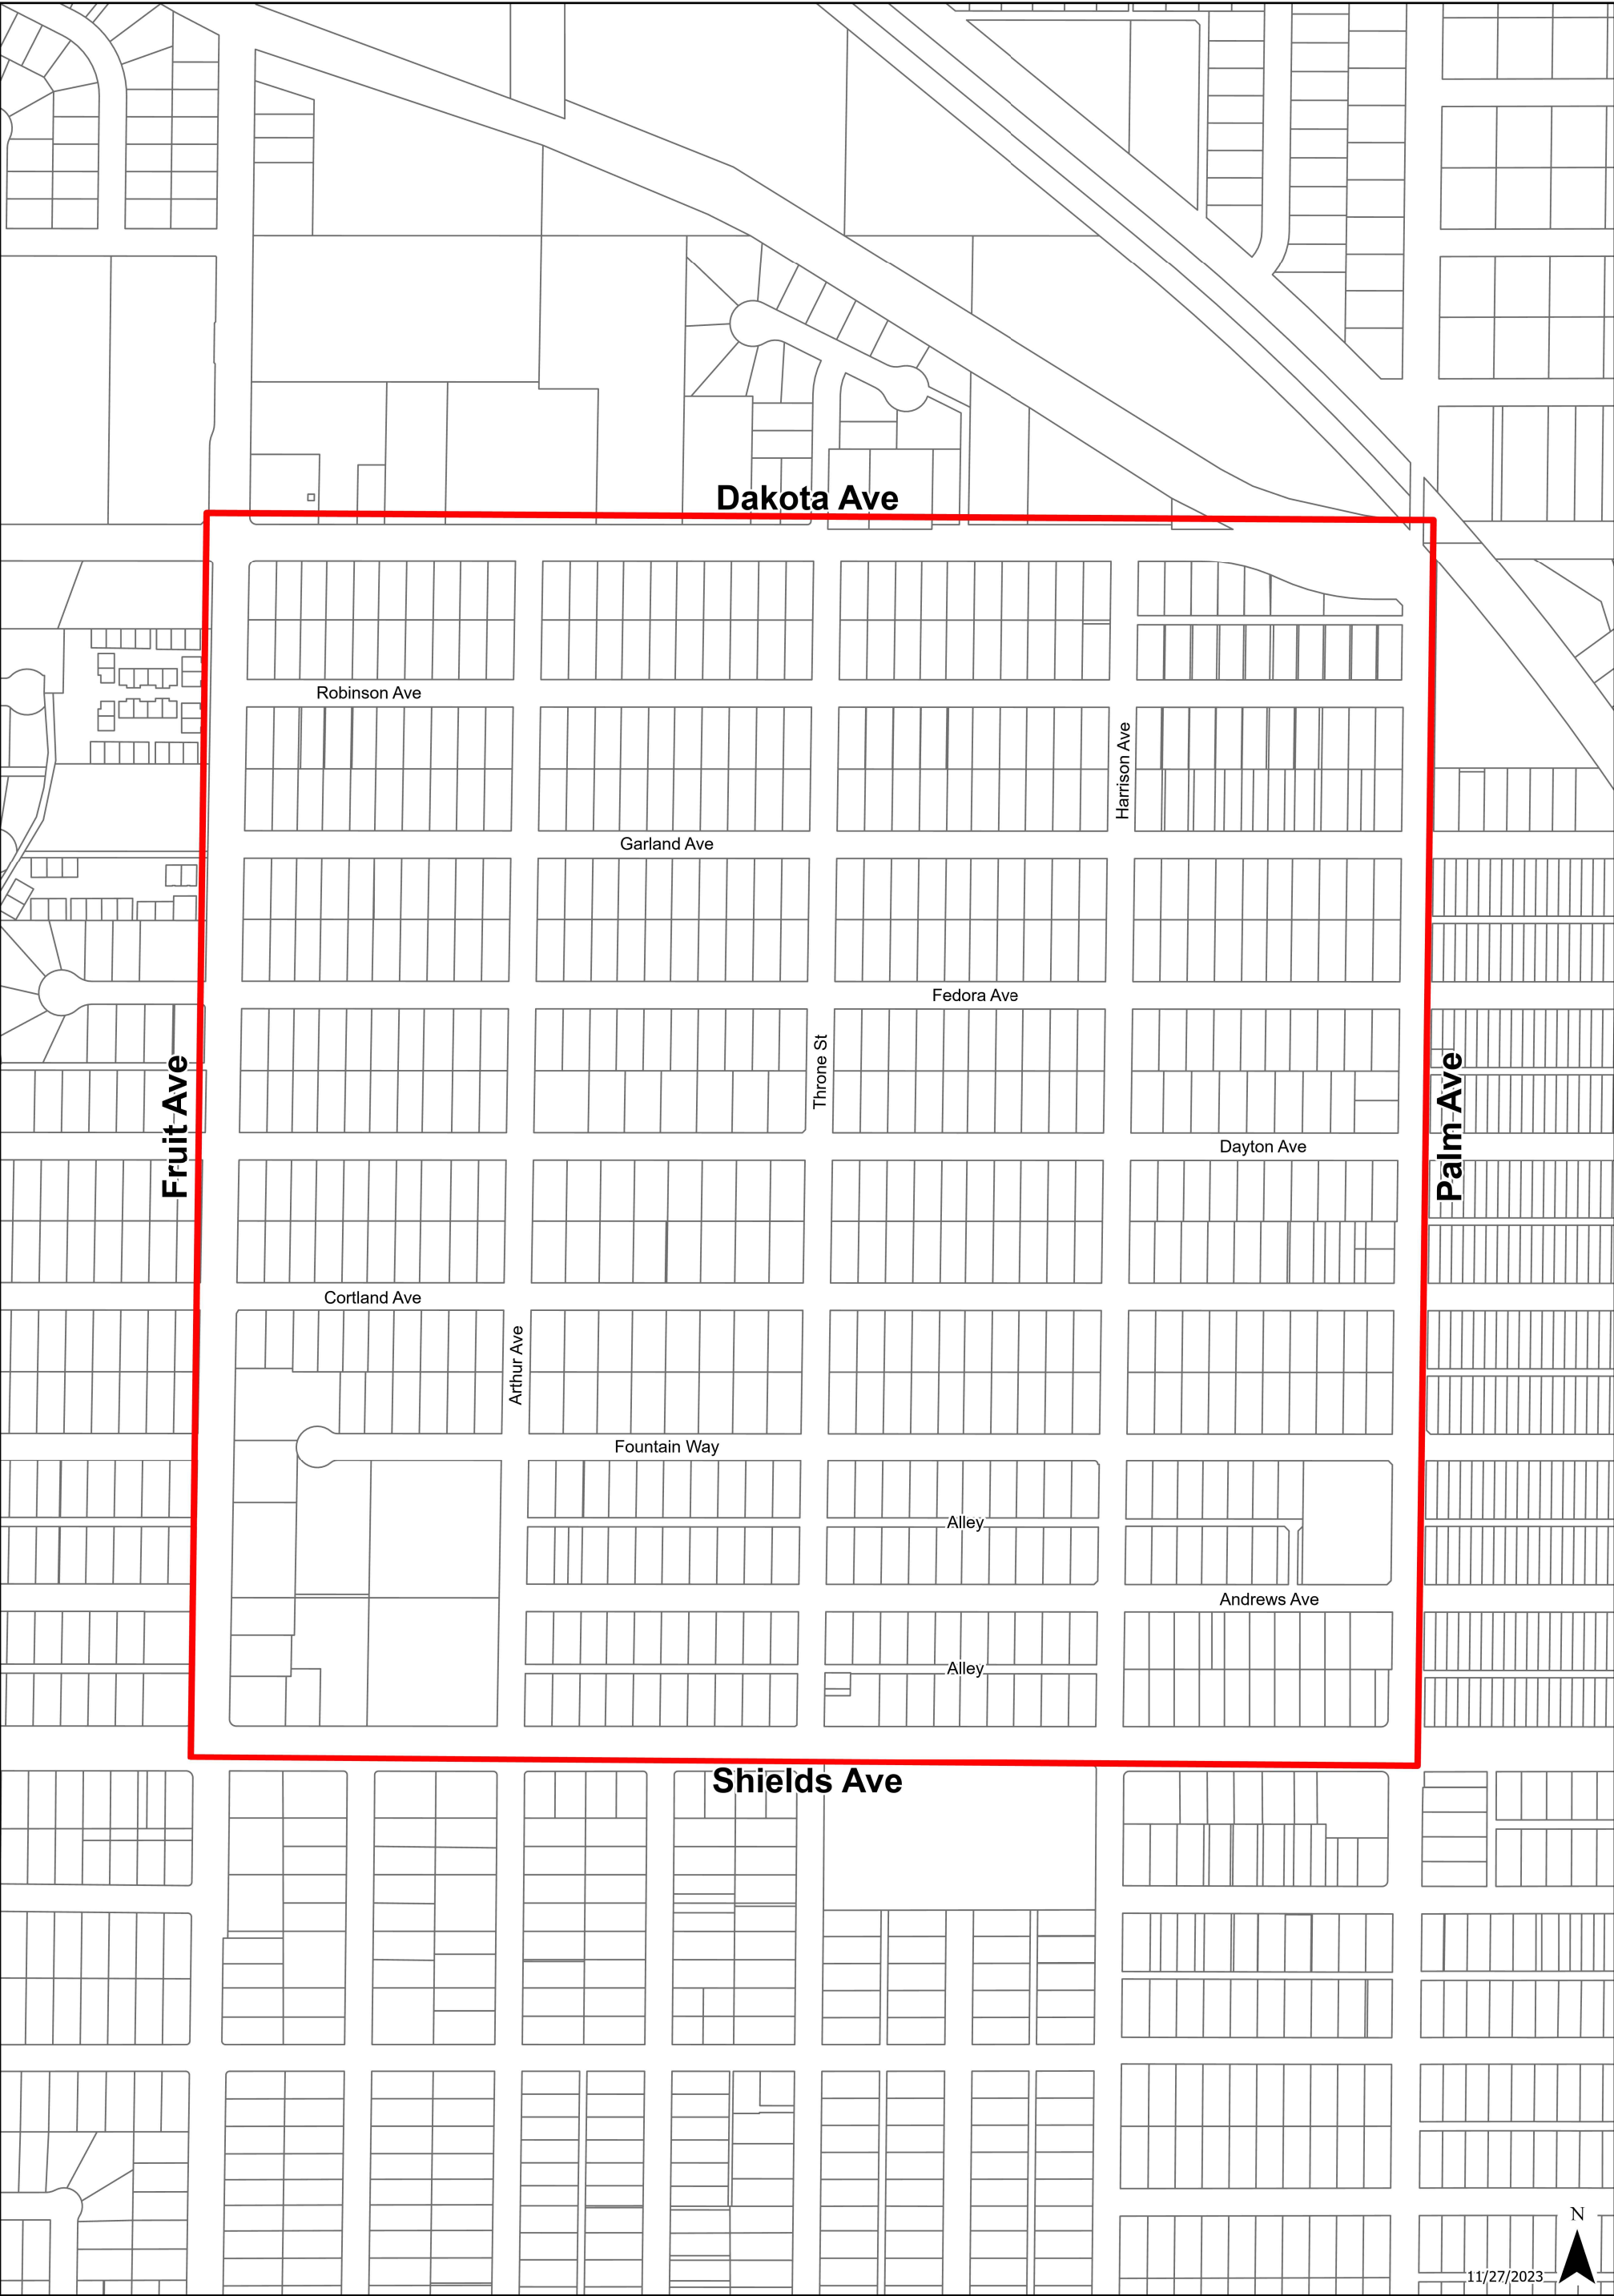 Dakota Ave
Robinson Ave
Harrison Ave
Garland Ave
Fedora Ave
Throne St
Fruit Ave
Palm Ave
Dayton Ave
Cortland Ave
Arthur Ave
Fountain Way
Alley
Andrews Ave
Alley
Shields Ave
N
11/27/2023